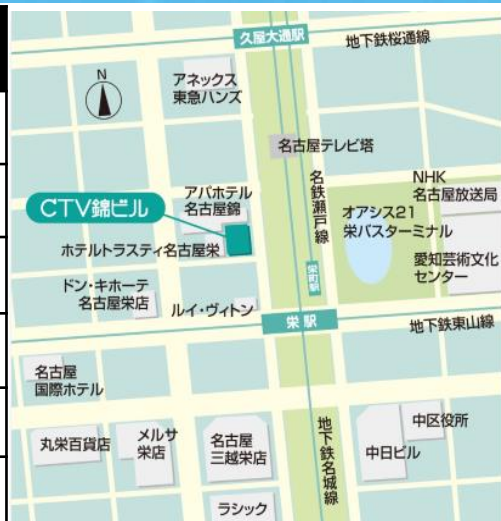 久屋大通駅
地下鉄桜通線
アネックス
東急ハンズ
N
名古屋テレビ塔
名鉄瀬戸線
NHK
名古屋放送局
アパホテル
名古屋錦
CTV錦ビル
オアシス21
栄バスターミナル
ホテルトラスティ名古屋栄
愛知芸術文化
センター
栄町駅
ドン・キホーテ
名古屋栄店
ルイ・ヴィトン
栄駅
地下鉄東山線
名古屋
国際ホテル
丸栄百貨店
メルサ
栄店
名古屋
三越栄店
地下鉄名城線
中日ビル
中区役所
ラシック